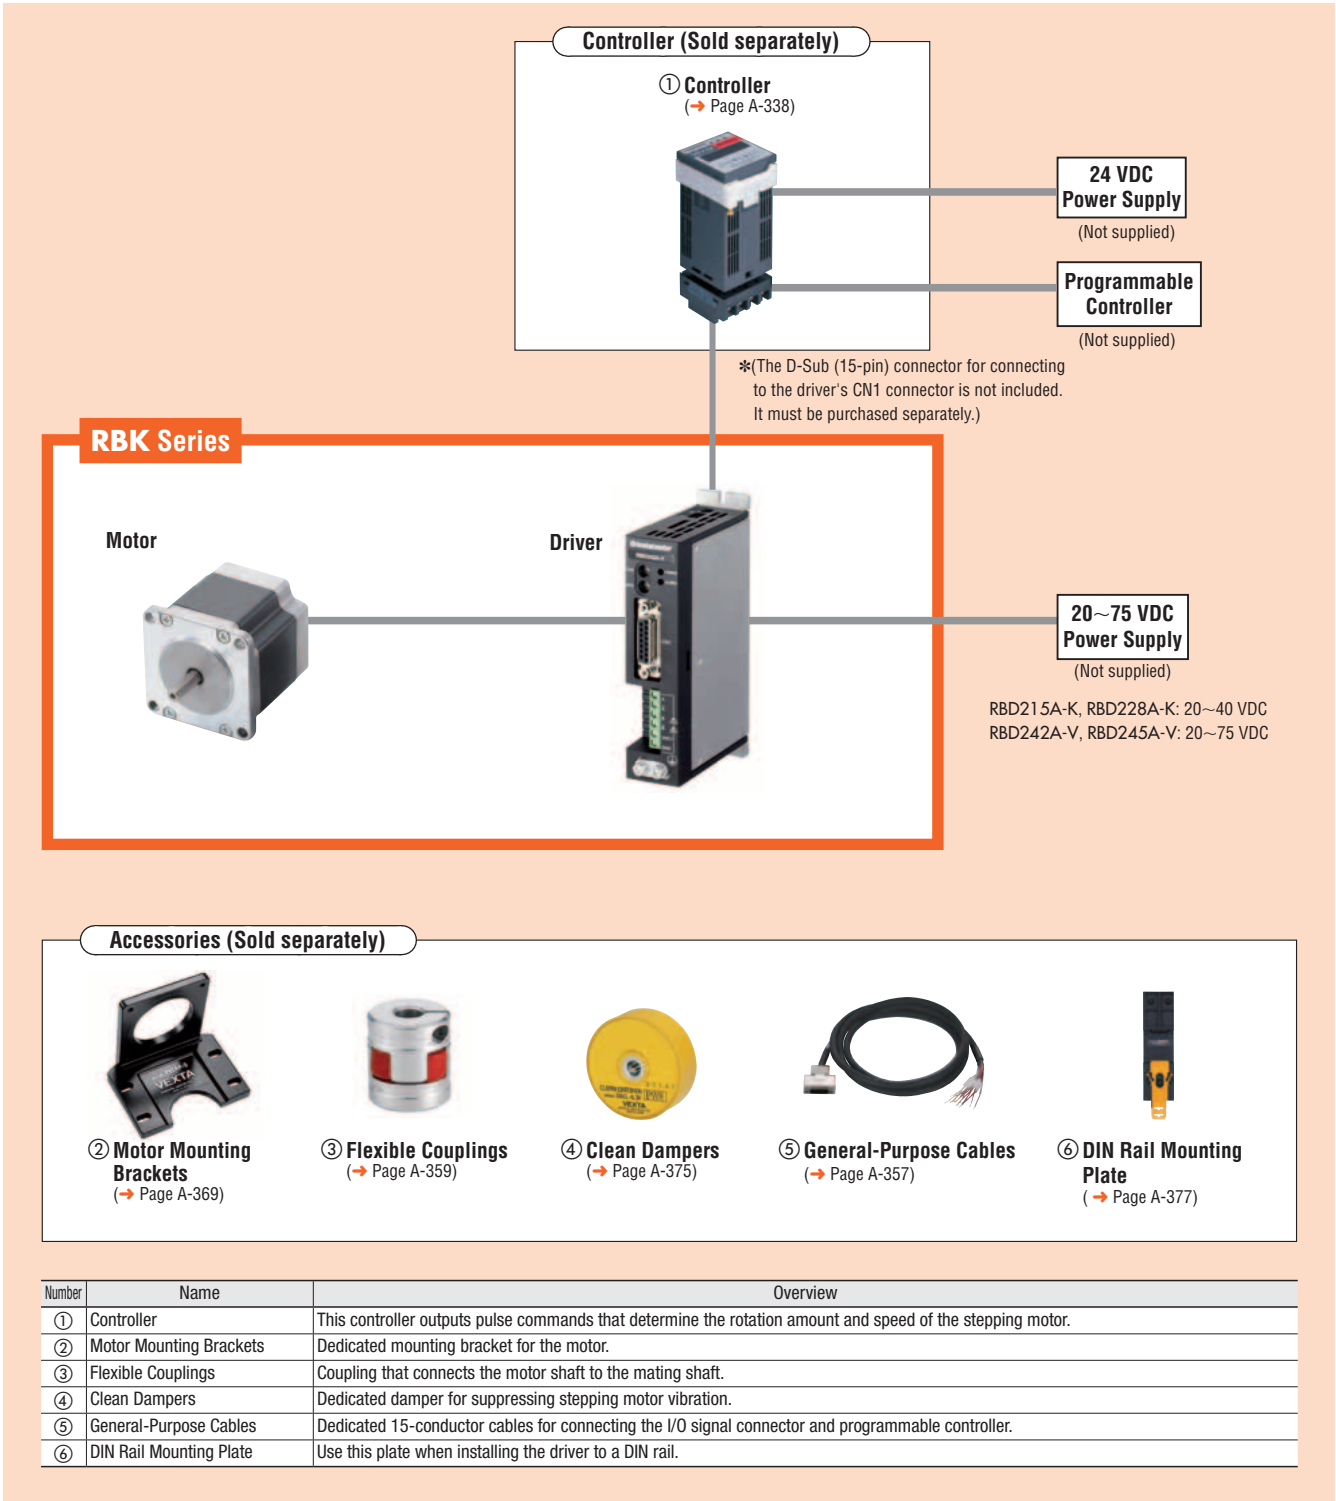 Controller (Sold separately)
① Controller
(➜ Page A-338)
24 VDC
Power Supply
(Not supplied)
Programmable
Controller
(Not supplied)
✽(The D-Sub (15-pin) connector for connecting
to the driver's CN1 connector is not included.
It must be purchased separately.)
RBK Series
Motor
Driver
20~75 VDC
Power Supply
(Not supplied)
RBD215A-K, RBD228A-K: 20~40 VDC
RBD242A-V, RBD245A-V: 20~75 VDC
Accessories (Sold separately)
VEXTA
VEXTA
② Motor Mounting
Brackets
(➜ Page A-369)
③ Flexible Couplings
(➜ Page A-359)
④ Clean Dampers
(➜ Page A-375)
⑤ General-Purpose Cables
(➜ Page A-357)
⑥ DIN Rail Mounting
Plate
( ➜ Page A-377)
Number Name Overview
① Controller This controller outputs pulse commands that determine the rotation amount and speed of the stepping motor.
② Motor Mounting Brackets Dedicated mounting bracket for the motor.
③ Flexible Couplings Coupling that connects the motor shaft to the mating shaft.
④ Clean Dampers Dedicated damper for suppressing stepping motor vibration.
⑤ General-Purpose Cables Dedicated 15-conductor cables for connecting the I/O signal connector and programmable controller.
⑥ DIN Rail Mounting Plate Use this plate when installing the driver to a DIN rail.